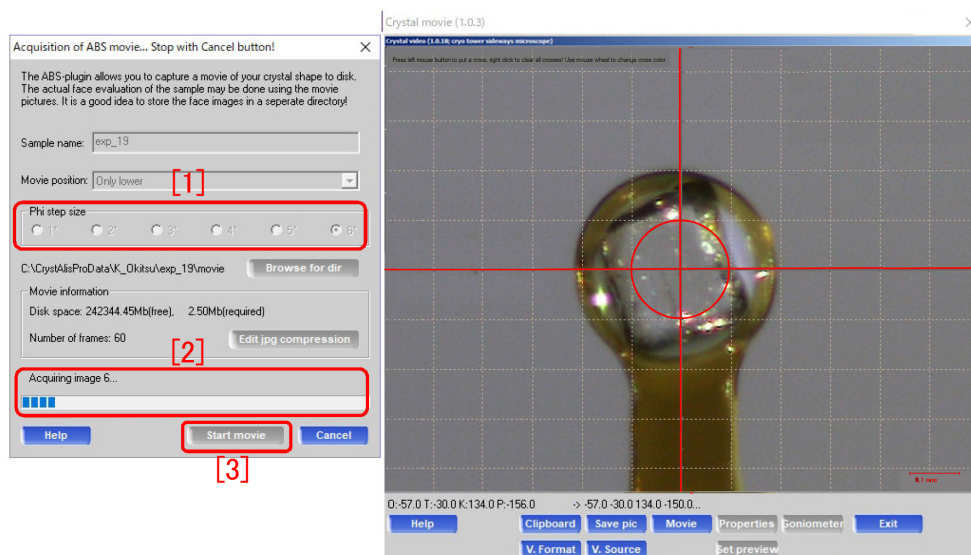 Acquisition of ABS movie... Stop with Cancel button!
The ABS-plugin allows you to capture a movie of your crystal shape to disk.
The actual face evaluation of the sample may be done using the movie
pictures. It is a good idea to store the face images in a seperate directory!
Sample name: exp_19
Movie position: Only lower
[1]
Phi step size
1° 2° 3° 4° 5° 6°
C:\CrystAlisProData\K_Okitsu\exp_19\movie Browse for dir
Movie information
Disk space: 242344.45Mb(free), 2.50Mb(required)
Number of frames: 60 Edit jpg compression
[2]
Acquiring image 6...
Help Start movie Cancel
[3]
Crystal movie (1.0.3)
Crystal video (1.0.18; cryo tower sideways microscope)
Press left mouse button to put a cross, right click to clear all crosses! Use mouse wheel to change cross color
0.1 mm
O:-57.0 T:-30.0 K:134.0 P:-156.0 -> -57.0 -30.0 134.0 -150.0...
Help Clipboard Save pic Movie Properties Goniometer Exit
V. Format V. Source Set preview